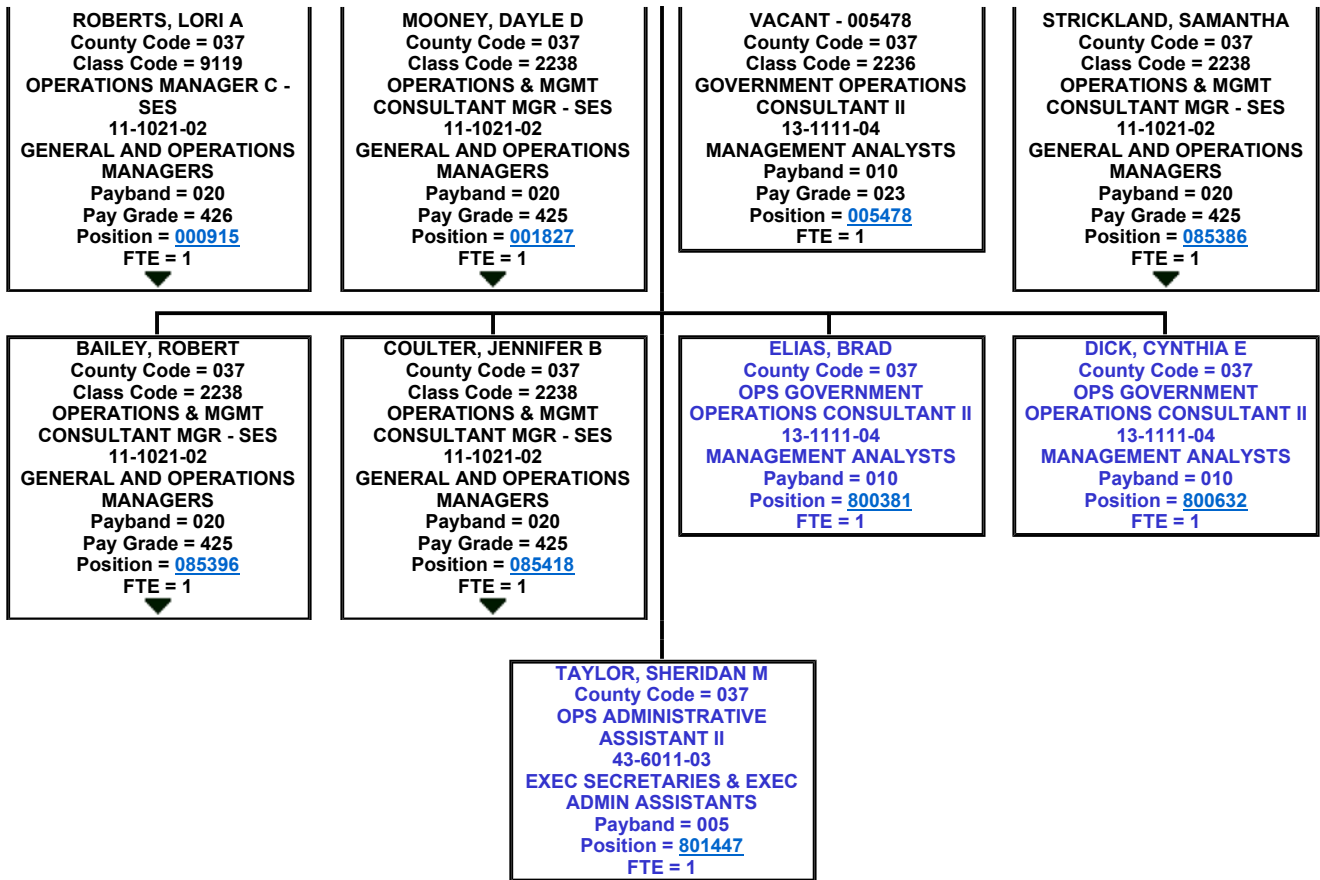 ROBERTS, LORI A
County Code = 037
Class Code = 9119
OPERATIONS MANAGER C -
SES
11-1021-02
GENERAL AND OPERATIONS
MANAGERS
Payband = 020
Pay Grade = 426
Position = 000915
FTE = 1
MOONEY, DAYLE D
County Code = 037
Class Code = 2238
OPERATIONS & MGMT
CONSULTANT MGR - SES
11-1021-02
GENERAL AND OPERATIONS
MANAGERS
Payband = 020
Pay Grade = 425
Position = 001827
FTE = 1
VACANT - 005478
County Code = 037
Class Code = 2236
GOVERNMENT OPERATIONS
CONSULTANT II
13-1111-04
MANAGEMENT ANALYSTS
Payband = 010
Pay Grade = 023
Position = 005478
FTE = 1
STRICKLAND, SAMANTHA
County Code = 037
Class Code = 2238
OPERATIONS & MGMT
CONSULTANT MGR - SES
11-1021-02
GENERAL AND OPERATIONS
MANAGERS
Payband = 020
Pay Grade = 425
Position = 085386
FTE = 1
BAILEY, ROBERT
County Code = 037
Class Code = 2238
OPERATIONS & MGMT
CONSULTANT MGR - SES
11-1021-02
GENERAL AND OPERATIONS
MANAGERS
Payband = 020
Pay Grade = 425
Position = 085396
FTE = 1
COULTER, JENNIFER B
County Code = 037
Class Code = 2238
OPERATIONS & MGMT
CONSULTANT MGR - SES
11-1021-02
GENERAL AND OPERATIONS
MANAGERS
Payband = 020
Pay Grade = 425
Position = 085418
FTE = 1
ELIAS, BRAD
County Code = 037
OPS GOVERNMENT
OPERATIONS CONSULTANT II
13-1111-04
MANAGEMENT ANALYSTS
Payband = 010
Position = 800381
FTE = 1
DICK, CYNTHIA E
County Code = 037
OPS GOVERNMENT
OPERATIONS CONSULTANT II
13-1111-04
MANAGEMENT ANALYSTS
Payband = 010
Position = 800632
FTE = 1
TAYLOR, SHERIDAN M
County Code = 037
OPS ADMINISTRATIVE
ASSISTANT II
43-6011-03
EXEC SECRETARIES & EXEC
ADMIN ASSISTANTS
Payband = 005
Position = 801447
FTE = 1